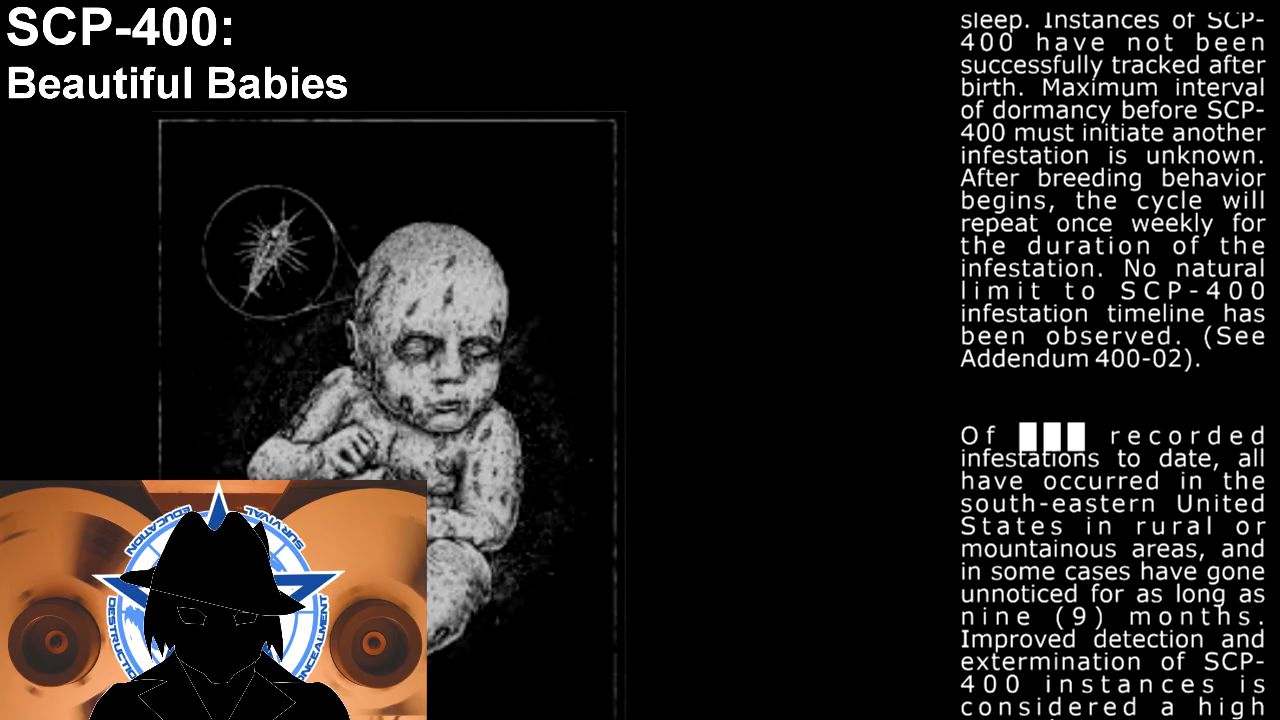 SCP-400:
Beautiful Babies
sleep. Instances of SCP-
400 have not been
successfully tracked after
birth. Maximum interval
of dormancy before SCP-
400 must initiate another
infestation is unknown.
After breeding behavior
begins, the cycle will
repeat once weekly for
the duration of the
infestation. No natural
limit to SCP-400
infestation timeline has
been observed. (See
Addendum 400-02).
Of ███ recorded
infestations to date, all
have occurred in the
south-eastern United
States in rural or
mountainous areas, and
in some cases have gone
unnoticed for as long as
nine (9) months.
Improved detection and
extermination of SCP-
400 instances is
considered a high
EDUCATION
SURVIVAL